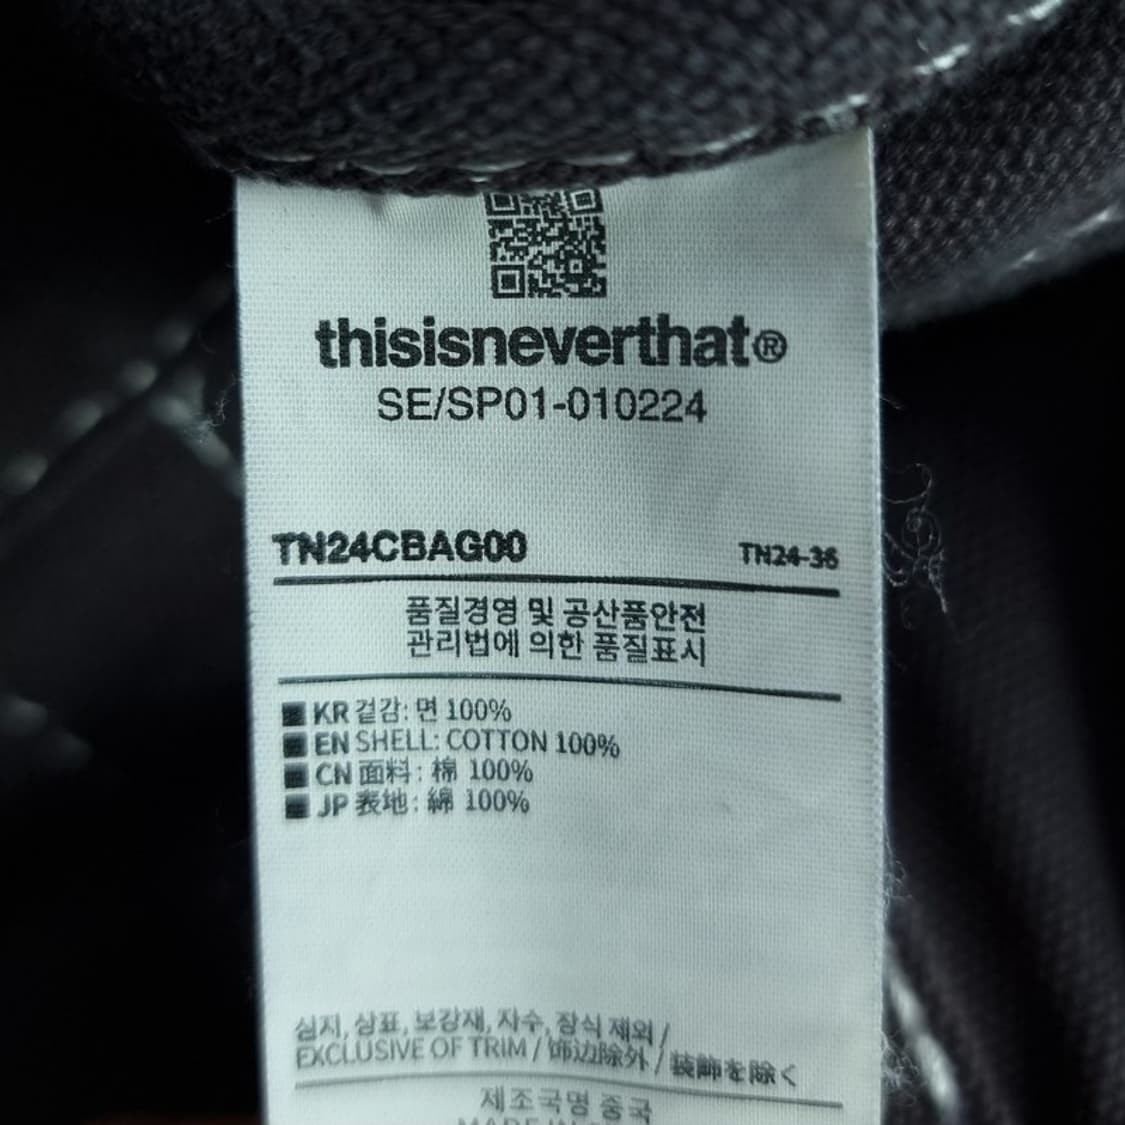 thisisneverthat®
SE/SP01-010224
TN24CBAG00 TN24-36
품질경영 및 공산품안전
관리법에 의한 품질표시
KR 겉감: 면 100%
EN SHELL: COTTON 100%
CN 面料: 棉 100%
JP 表地: 綿 100%
심지, 상표, 보강재, 자수, 장식 제외 /
EXCLUSIVE OF TRIM / 饰边除外 / 装飾を除く
제조국명 중국
MADE IN